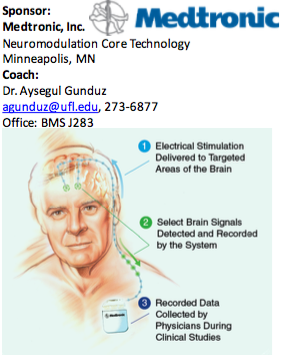 Sponsor:
Medtronic, Inc.
Medtronic
Neuromodulation Core Technology
Minneapolis, MN
Coach:
Dr. Aysegul Gunduz
agunduz@ufl.edu, 273-6877
Office: BMS J283
1 Electrical Stimulation
Delivered to Targeted
Areas of the Brain
2 Select Brain Signals
Detected and Recorded
by the System
3 Recorded Data
Collected by
Physicians During
Clinical Studies
Medtronic